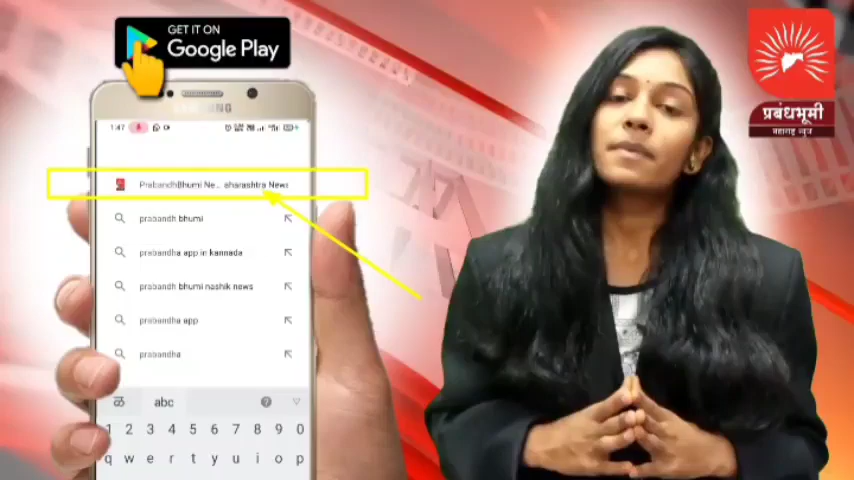 GET IT ON
Google Play
SAMSUNG
1:47
PrabandhBhumi Ne... aharashtra News
prabandh bhumi
prabandha app in kannada
prabandh bhumi nashik news
prabandha app
prabandha
ळ abc ?
1 2 3 4 5 6 7 8 9 0
q w e r t y u i o p
प्रबंधभूमी
महाराष्ट्र न्यूज